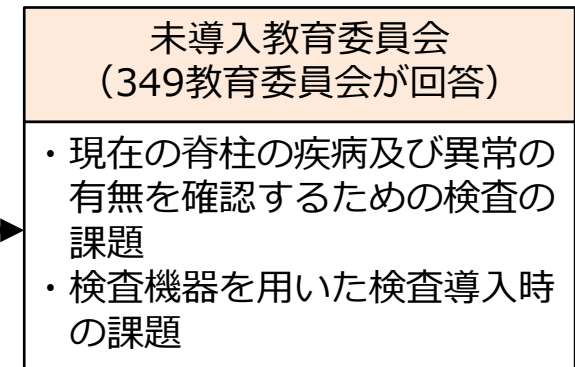 未導入教育委員会
（349教育委員会が回答）
・現在の脊柱の疾病及び異常の
有無を確認するための検査の
課題
・検査機器を用いた検査導入時
の課題